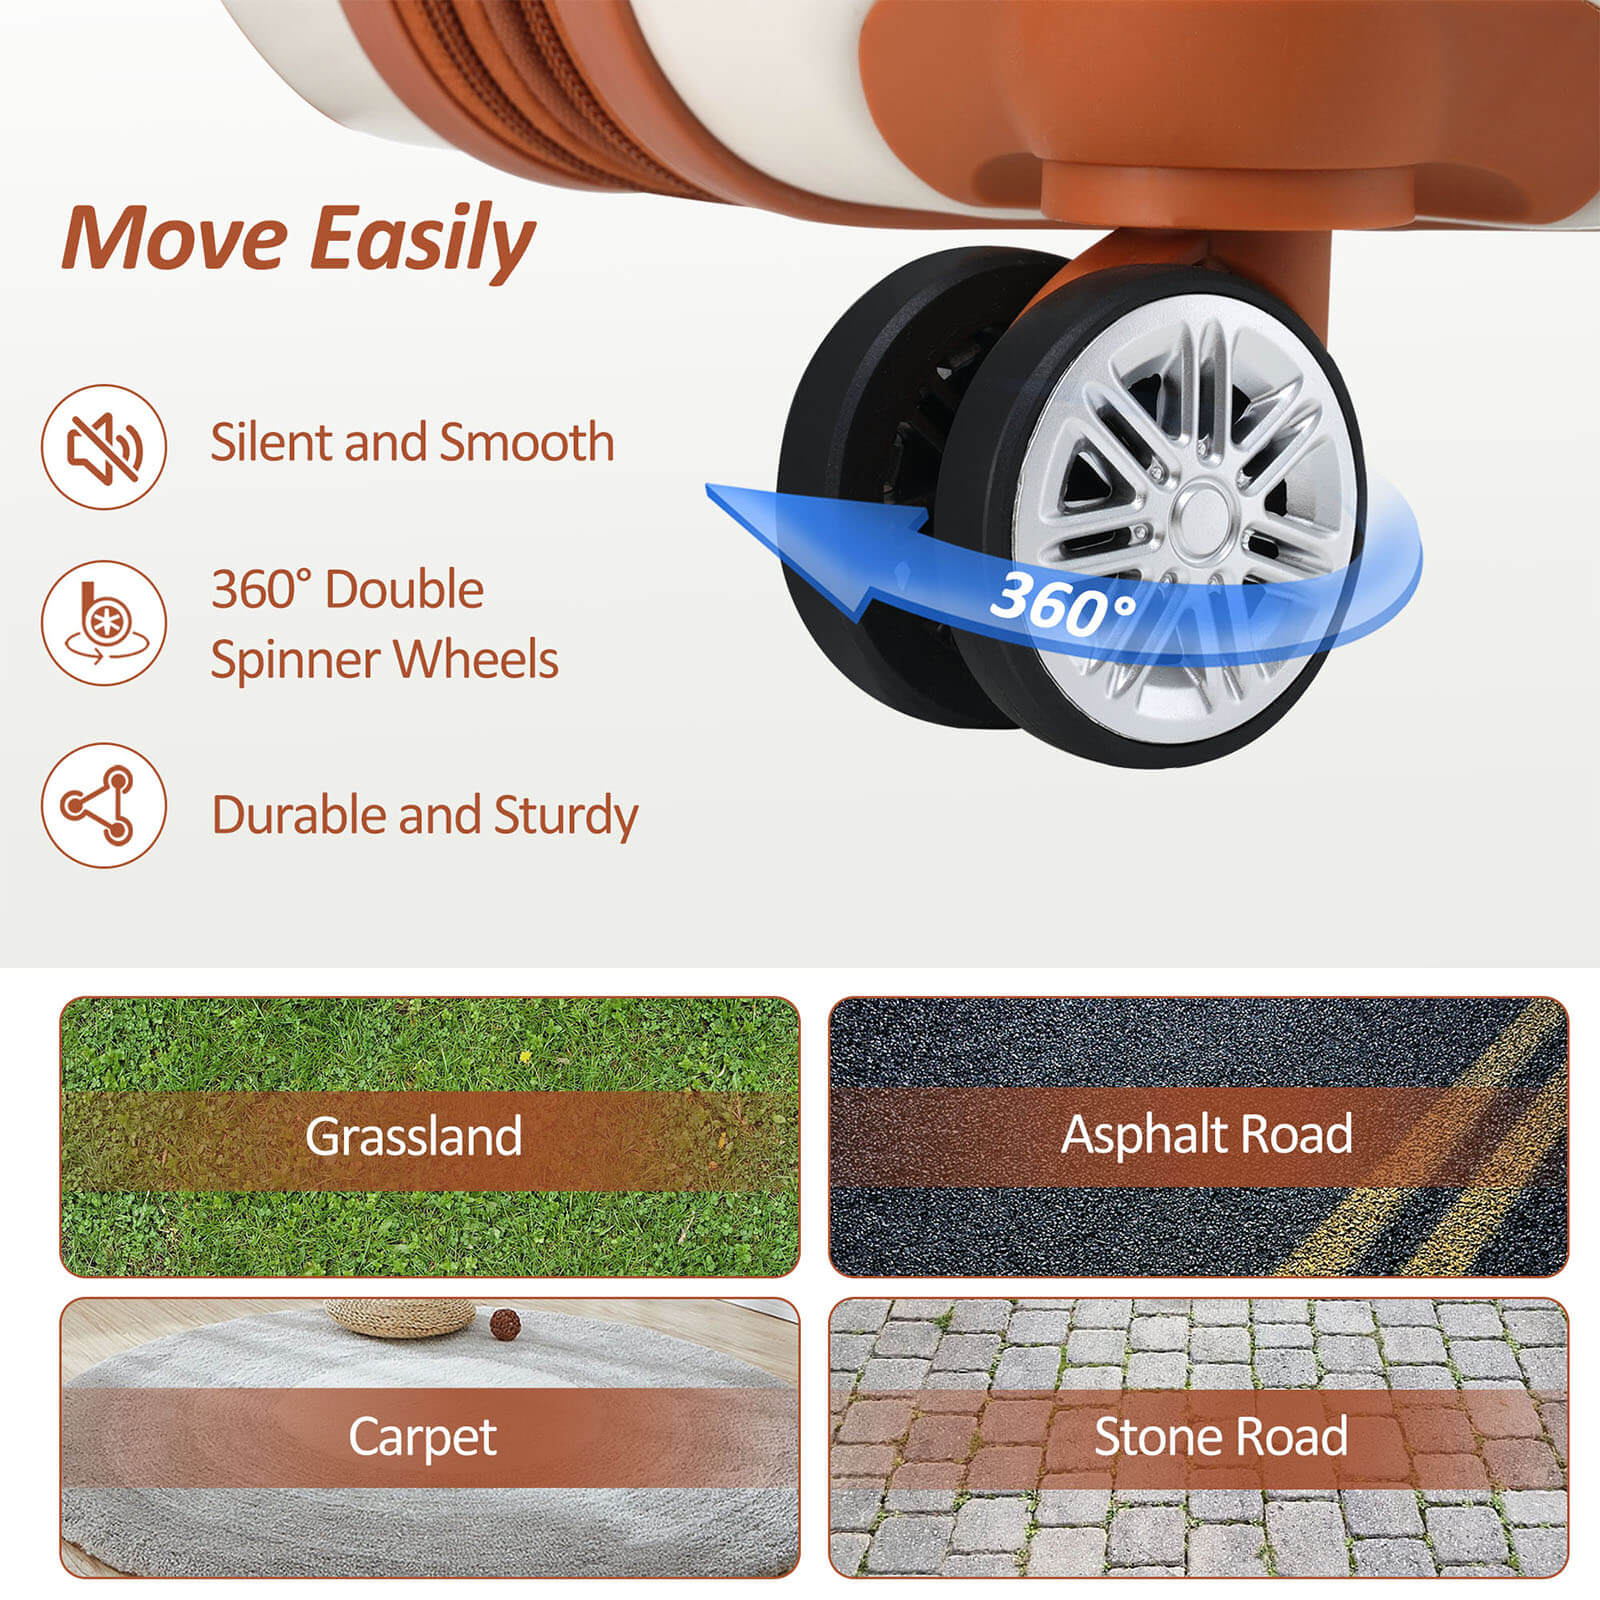 Move Easily
Silent and Smooth
360° Double
Spinner Wheels
Durable and Sturdy
360°
Grassland
Asphalt Road
Carpet
Stone Road